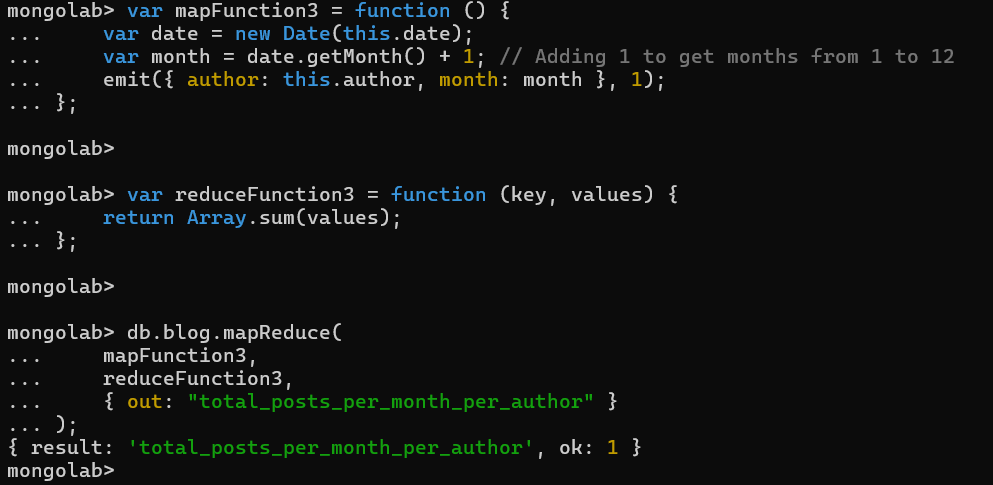 mongolab> var mapFunction3 = function () {
...     var date = new Date(this.date);
...     var month = date.getMonth() + 1; // Adding 1 to get months from 1 to 12
...     emit({ author: this.author, month: month }, 1);
... };
mongolab>
mongolab> var reduceFunction3 = function (key, values) {
...     return Array.sum(values);
... };
mongolab>
mongolab> db.blog.mapReduce(
...     mapFunction3,
...     reduceFunction3,
...     { out: "total_posts_per_month_per_author" }
... );
{ result: 'total_posts_per_month_per_author', ok: 1 }
mongolab>